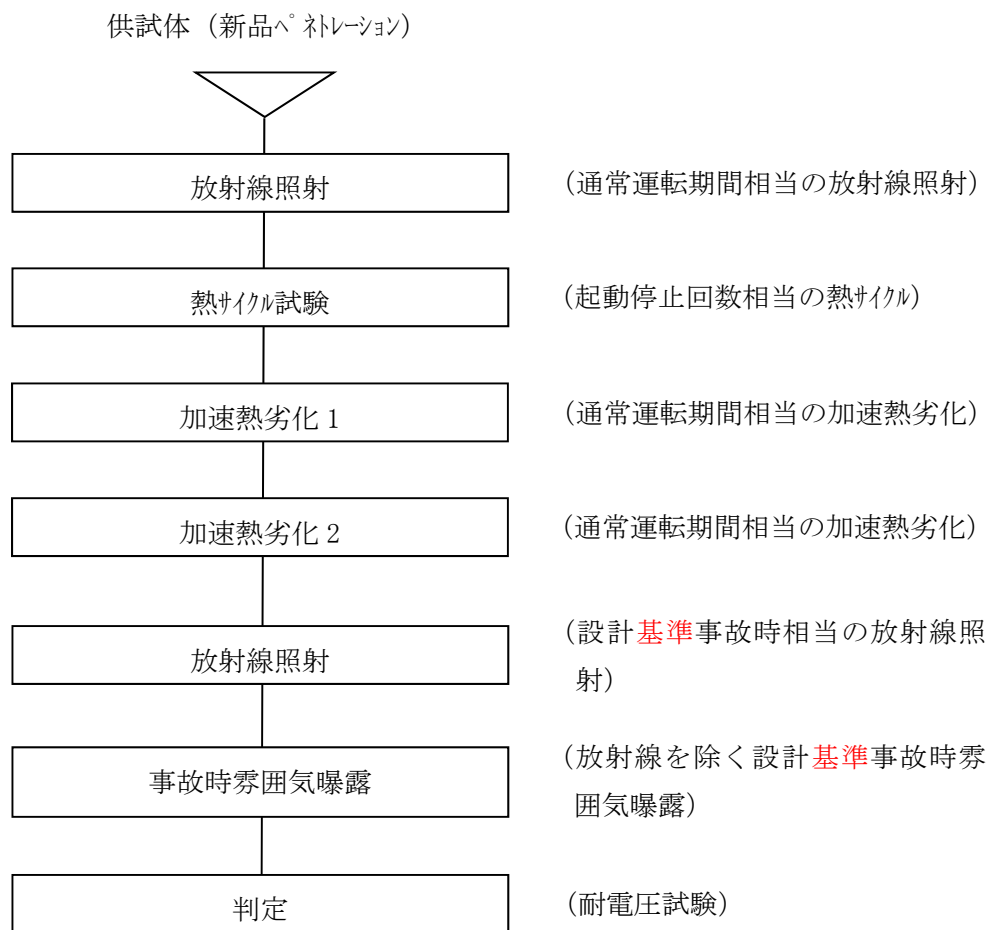 供試体（新品ﾍﾟﾈﾄﾚｰｼｮﾝ）
放射線照射
（通常運転期間相当の放射線照射）
熱ｻｲｸﾙ試験
（起動停止回数相当の熱ｻｲｸﾙ）
加速熱劣化 1
（通常運転期間相当の加速熱劣化）
加速熱劣化 2
（通常運転期間相当の加速熱劣化）
放射線照射
（設計基準事故時相当の放射線照
射）
事故時雰囲気曝露
（放射線を除く設計基準事故時雰
囲気曝露）
判定
（耐電圧試験）